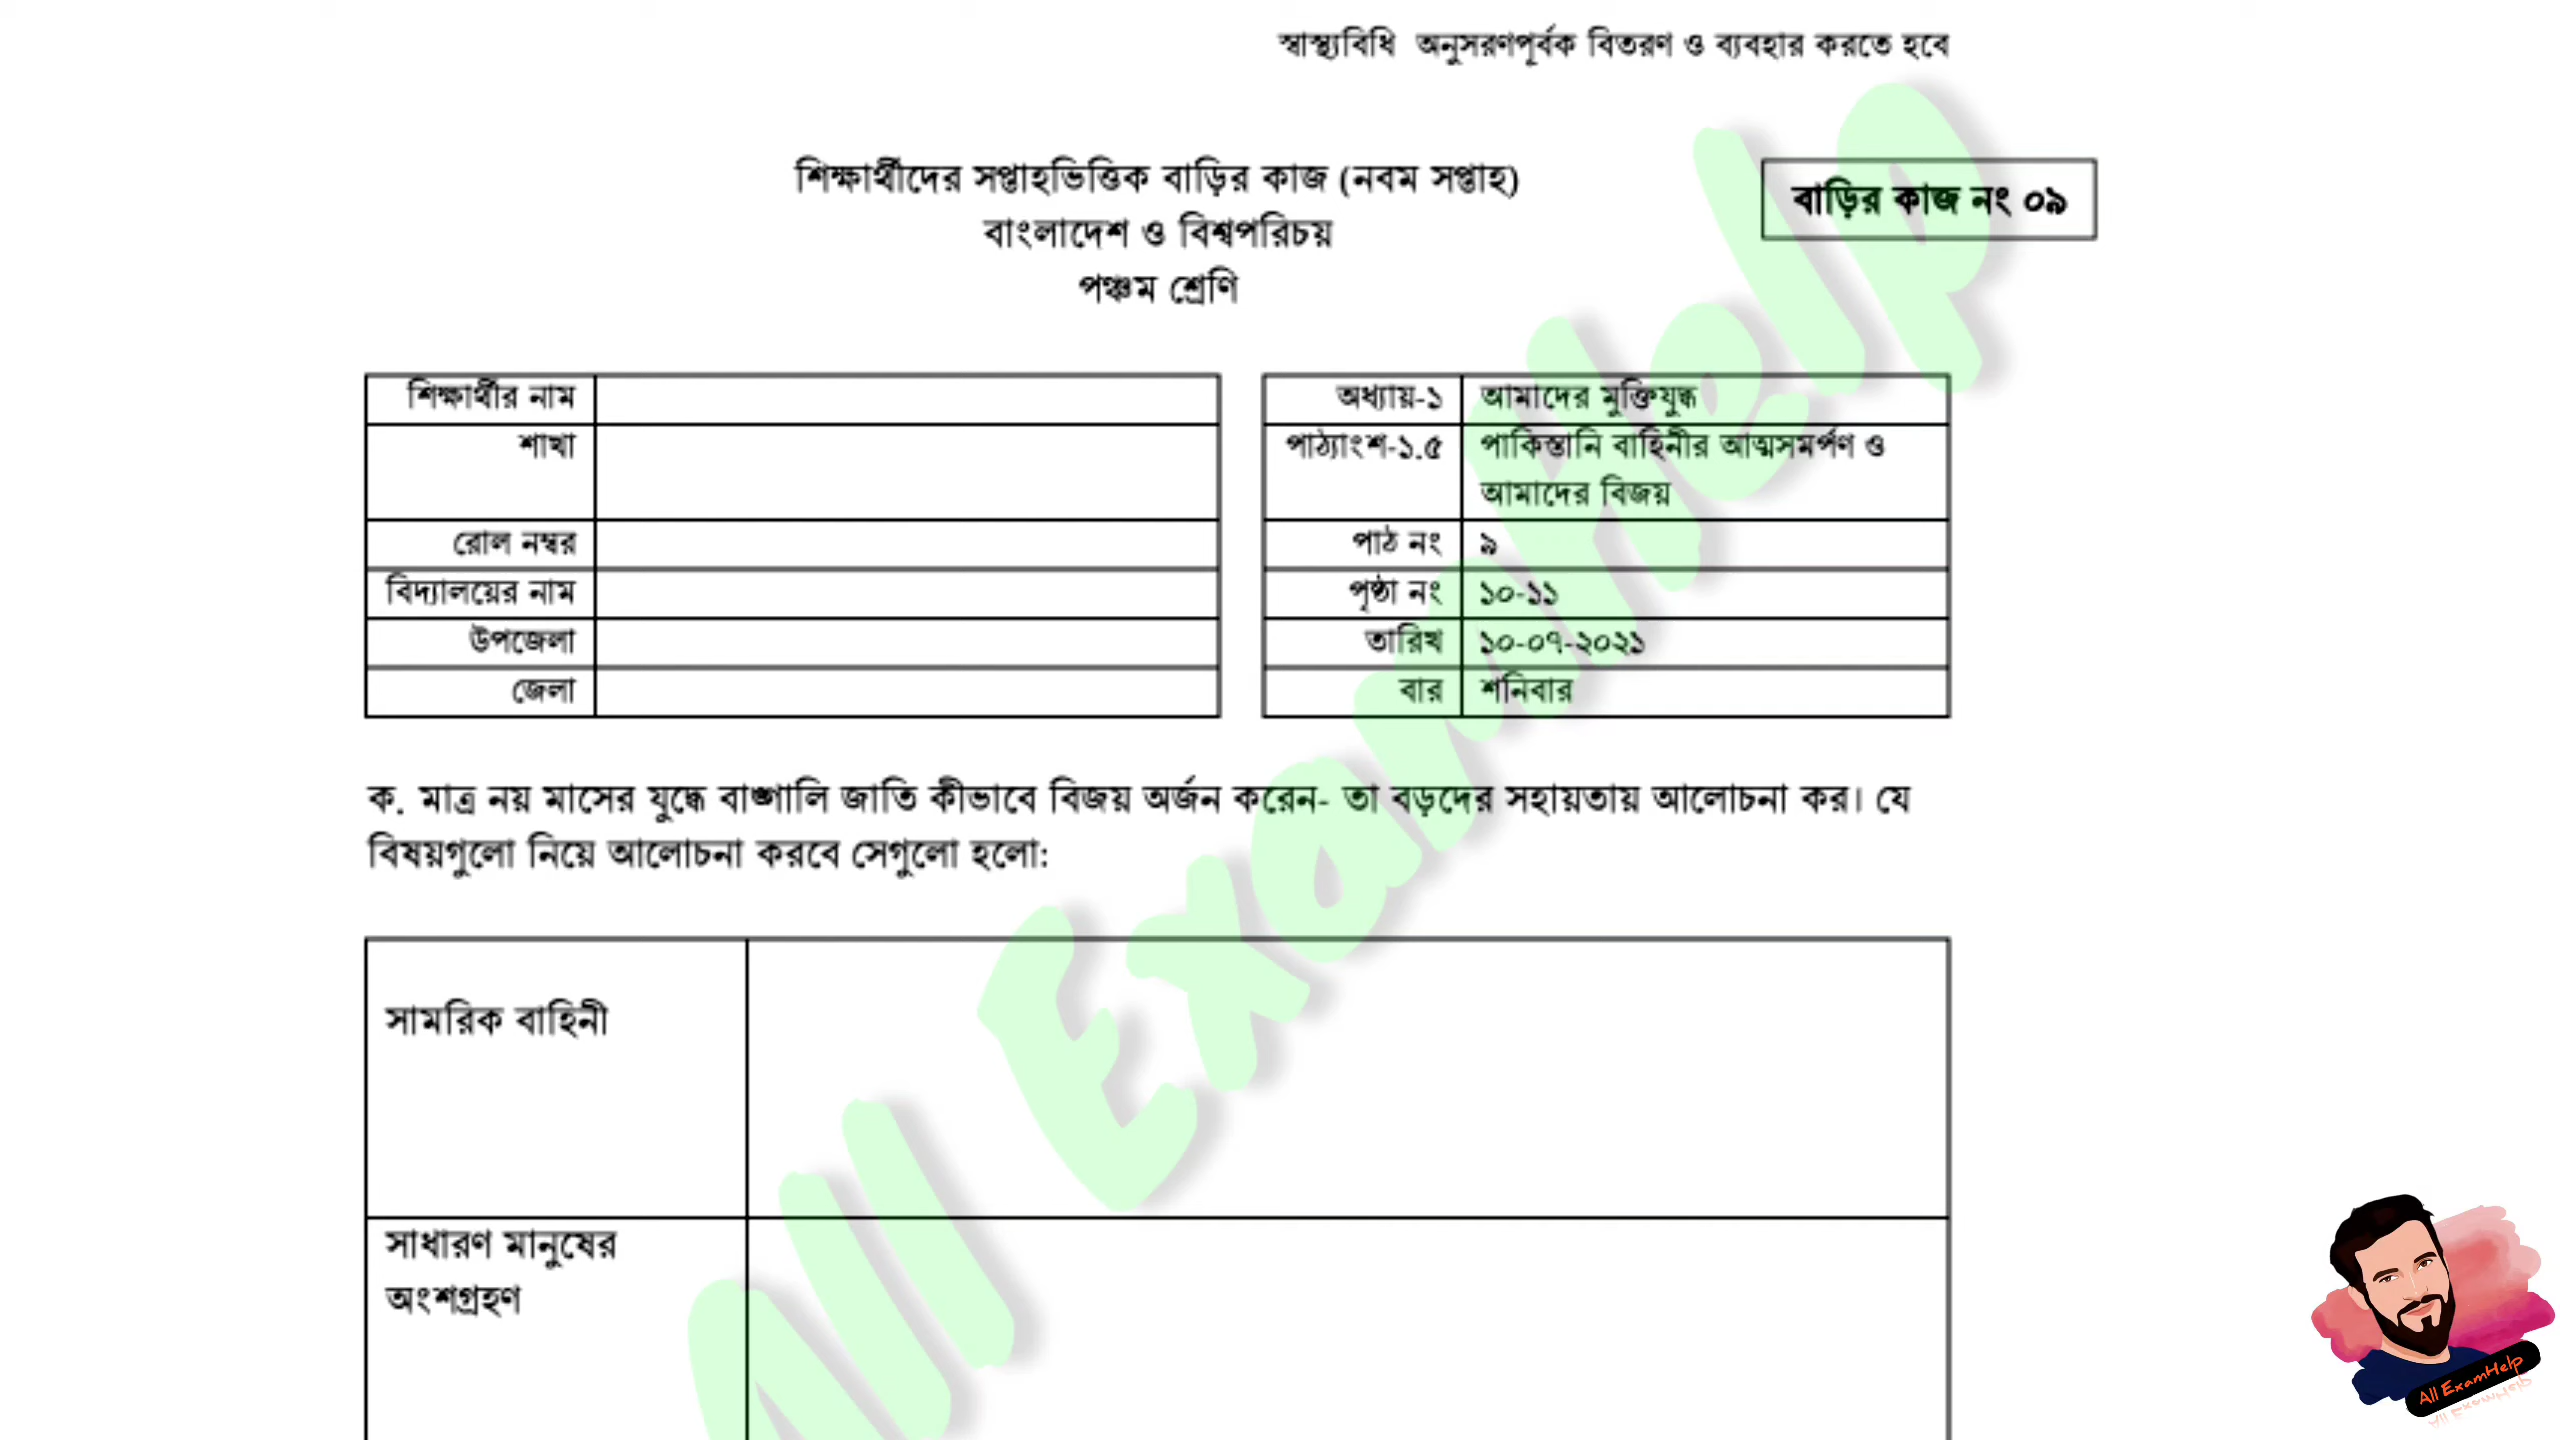 স্বাস্থ্যবিধি অনুসরণপূর্বক বিতরণ ও ব্যবহার করতে হবে
শিক্ষার্থীদের সপ্তাহভিত্তিক বাড়ির কাজ (নবম সপ্তাহ)
বাড়ির কাজ নং ০৯
বাংলাদেশ ও বিশ্বপরিচয়
পঞ্চম শ্রেণি
শিক্ষার্থীর নাম
শাখা
রোল নম্বর
বিদ্যালয়ের নাম
উপজেলা
জেলা
অধ্যায়-১ আমাদের মুক্তিযুদ্ধ
পাঠ্যাংশ-১.৫ পাকিস্তানি বাহিনীর আত্মসমর্পণ ও
আমাদের বিজয়
পাঠ নং ৯
পৃষ্ঠা নং ১০-১১
তারিখ ১০-০৭-২০২১
বার শনিবার
ক. মাত্র নয় মাসের যুদ্ধে বাঙ্গালি জাতি কীভাবে বিজয় অর্জন করেন- তা বড়দের সহায়তায় আলোচনা কর। যে
বিষয়গুলো নিয়ে আলোচনা করবে সেগুলো হলো:
সামরিক বাহিনী
সাধারণ মানুষের
অংশগ্রহণ
All ExamHelp
All ExamHelp